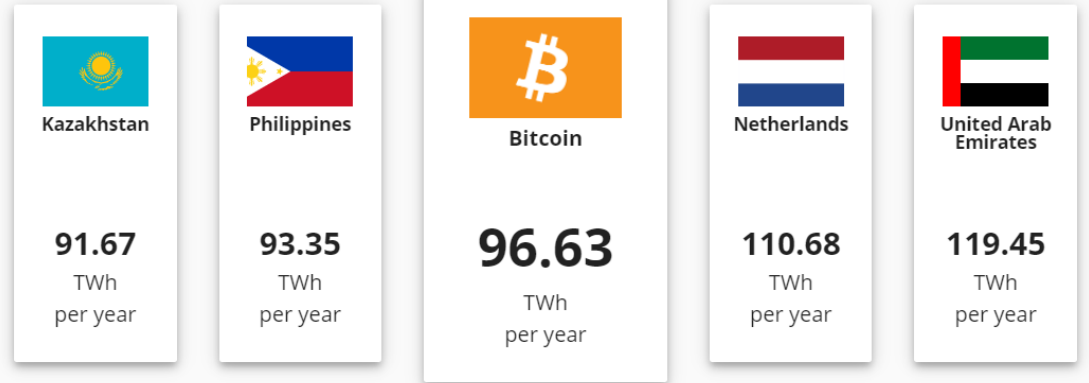 Kazakhstan
91.67
TWh
per year
Philippines
93.35
TWh
per year
Bitcoin
96.63
TWh
per year
Netherlands
110.68
TWh
per year
United Arab
Emirates
119.45
TWh
per year